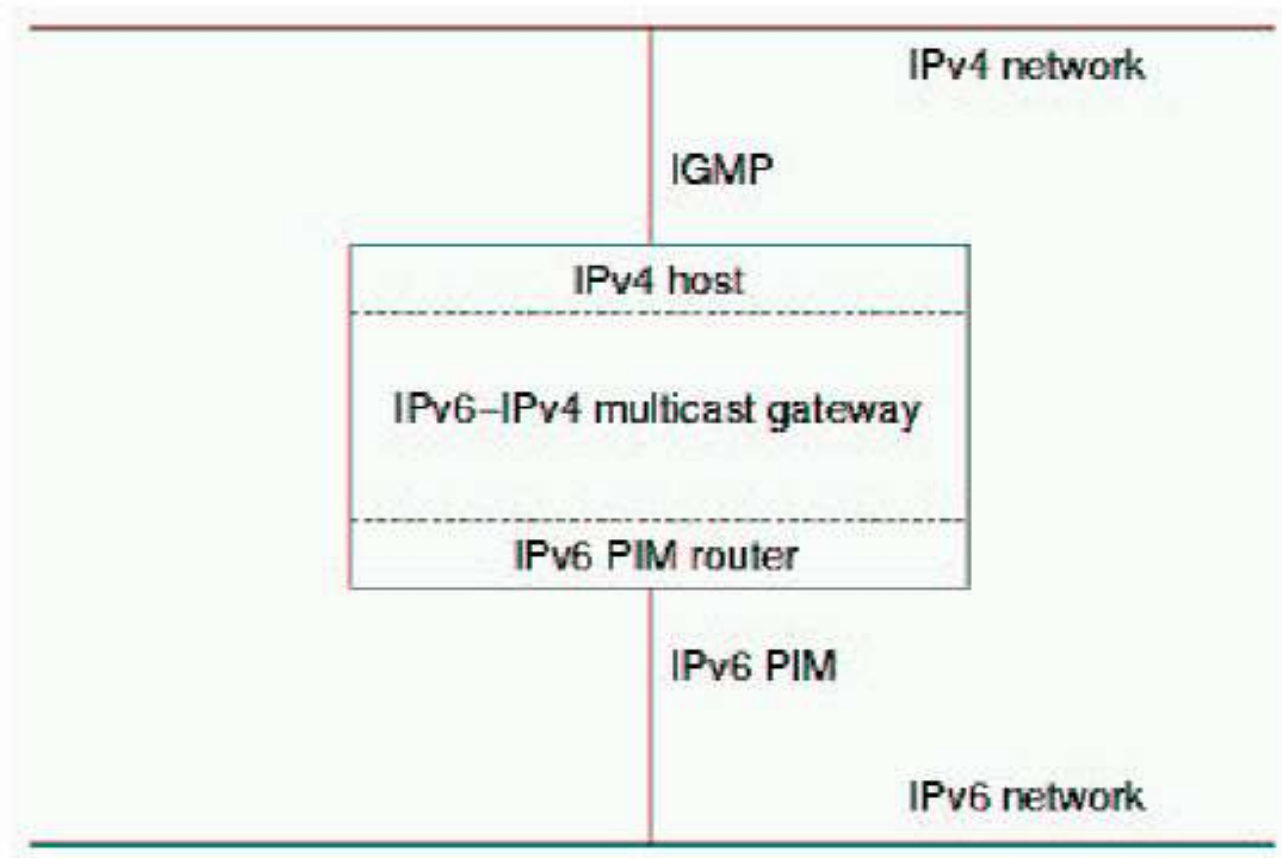 IPv4 network
IGMP
IPv4 host
IPv6–IPv4 multicast gateway
IPv6 PIM router
IPv6 PIM
IPv6 network